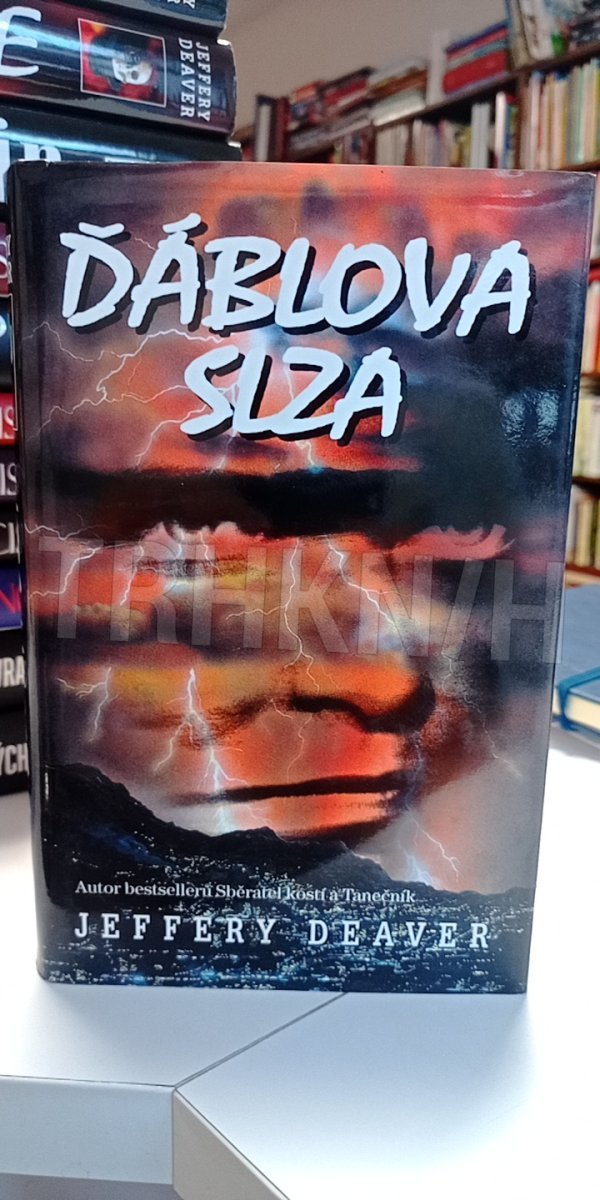 JEFFERY
DEAVER
ĎÁBLOVA
SLZA
TRHKNIH
Autor bestsellerů Sběratel kostí a Tanečník
JEFFERY DEAVER